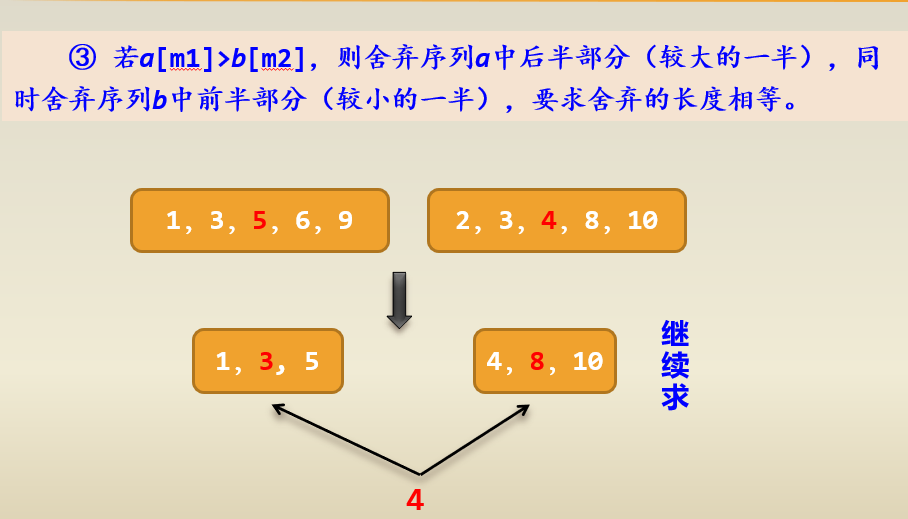 ③ 若a[m1]>b[m2]，则舍弃序列a中后半部分（较大的一半），同
时舍弃序列b中前半部分（较小的一半），要求舍弃的长度相等。
1, 3, 5, 6, 9
2, 3, 4, 8, 10
1, 3, 5
4, 8, 10
继续求
4